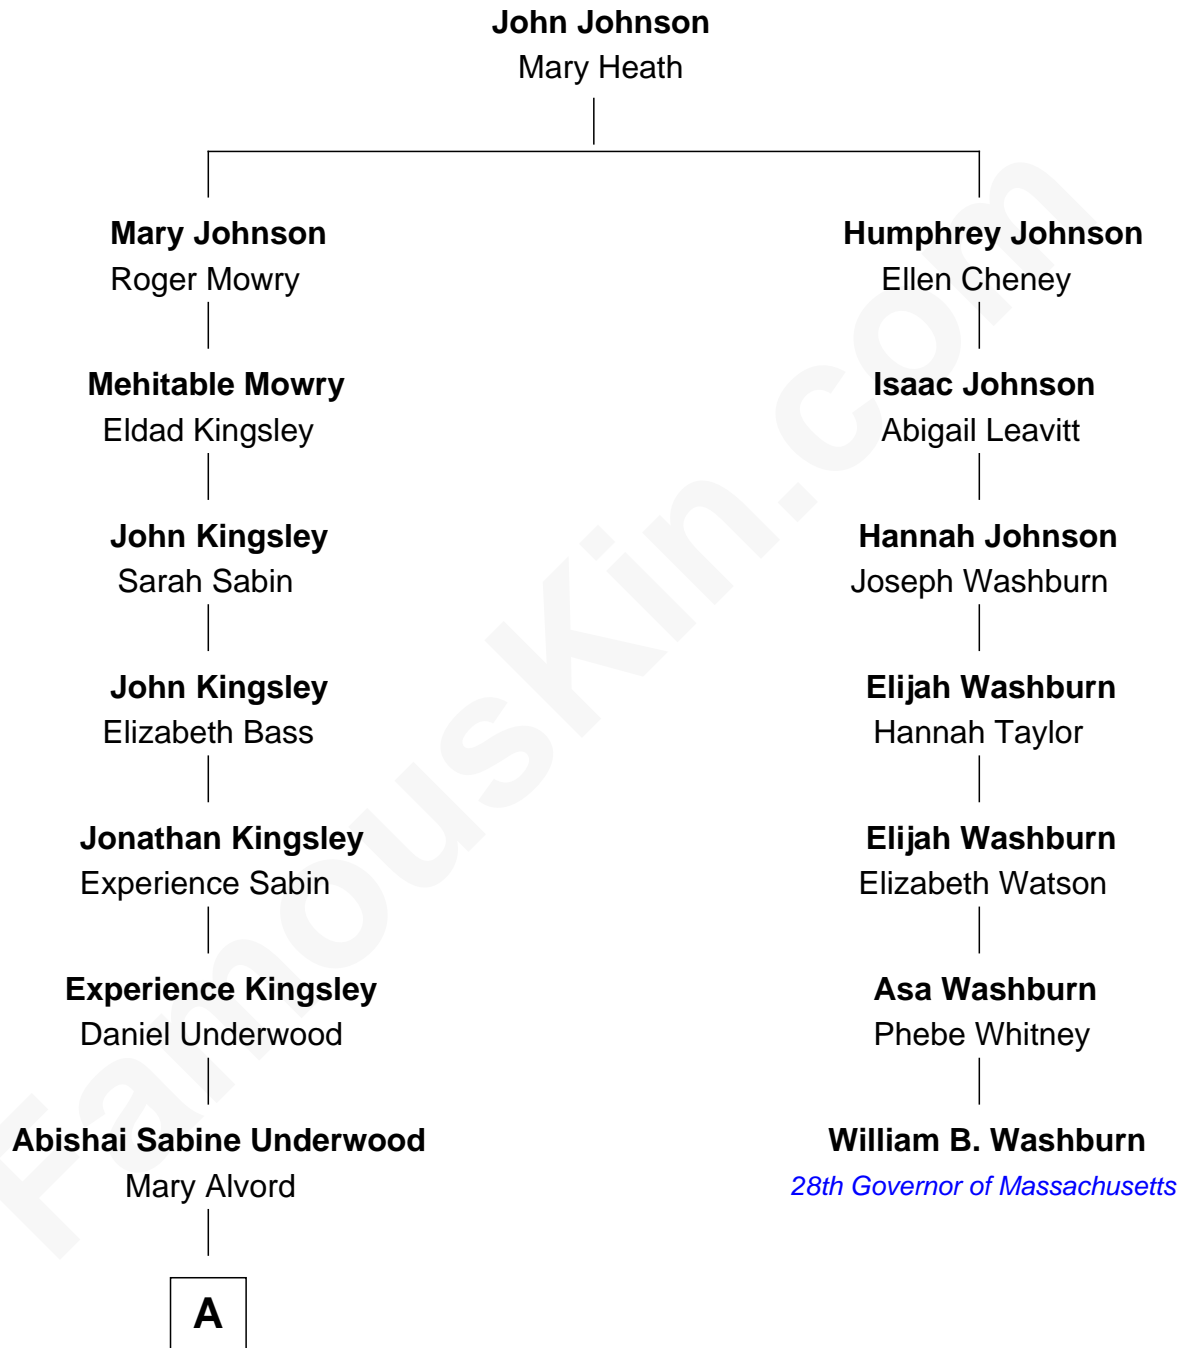 John Johnson
Mary Heath
Mary Johnson
Roger Mowry
Humphrey Johnson
Ellen Cheney
Mehitable Mowry
Eldad Kingsley
Isaac Johnson
Abigail Leavitt
John Kingsley
Sarah Sabin
Hannah Johnson
Joseph Washburn
John Kingsley
Elizabeth Bass
Elijah Washburn
Hannah Taylor
Jonathan Kingsley
Experience Sabin
Elijah Washburn
Elizabeth Watson
Experience Kingsley
Daniel Underwood
Asa Washburn
Phebe Whitney
Abishai Sabine Underwood
Mary Alvord
William B. Washburn
28th Governor of Massachusetts
A
FamousKin.com